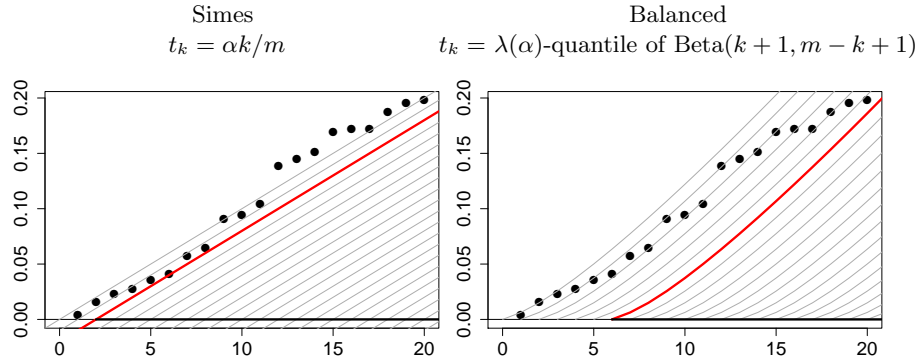 Simes
t_k = αk/m
Balanced
t_k = λ(α)-quantile of Beta(k + 1, m − k + 1)
0.20
0.15
0.10
0.05
0.00
0 5 10 15 20
0.20
0.15
0.10
0.05
0.00
0 5 10 15 20